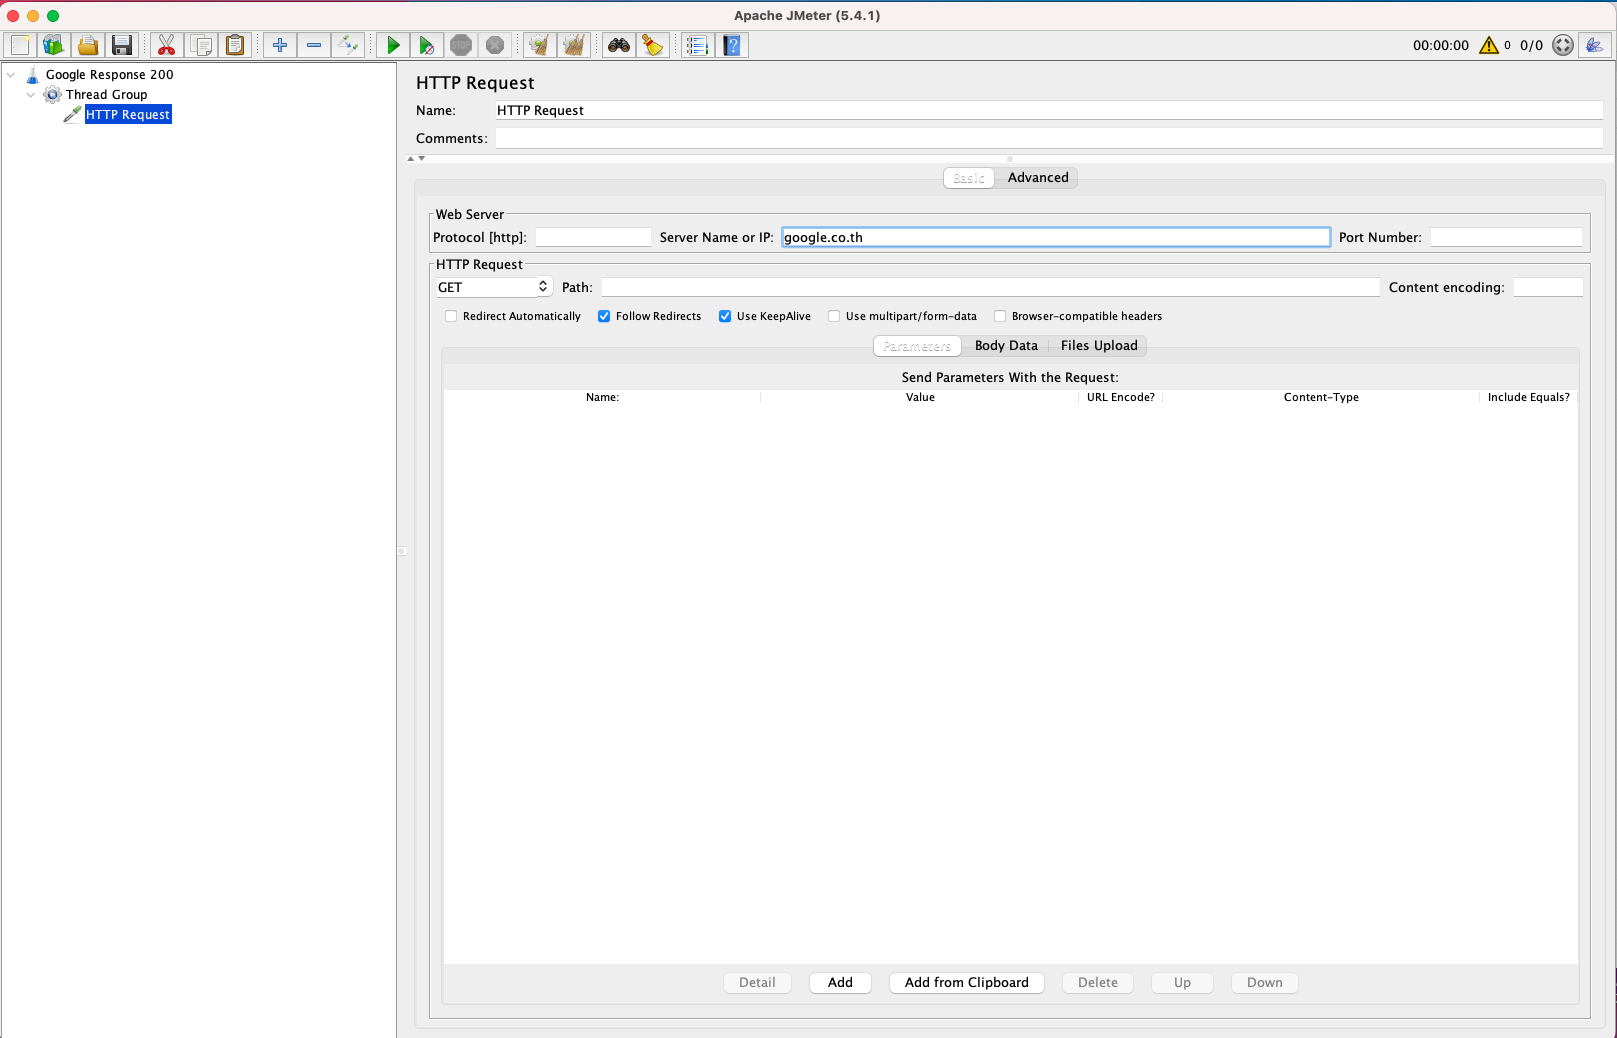 Apache JMeter (5.4.1)
STOP
00:00:00 0 0/0
Google Response 200
Thread Group
HTTP Request
HTTP Request
Name: HTTP Request
Comments:
Basic Advanced
Web Server
Protocol [http]: Server Name or IP: google.co.th Port Number:
HTTP Request
GET Path: Content encoding:
Redirect Automatically Follow Redirects Use KeepAlive Use multipart/form-data Browser-compatible headers
Parameters Body Data Files Upload
Send Parameters With the Request:
Name: Value URL Encode? Content-Type Include Equals?
Detail Add Add from Clipboard Delete Up Down